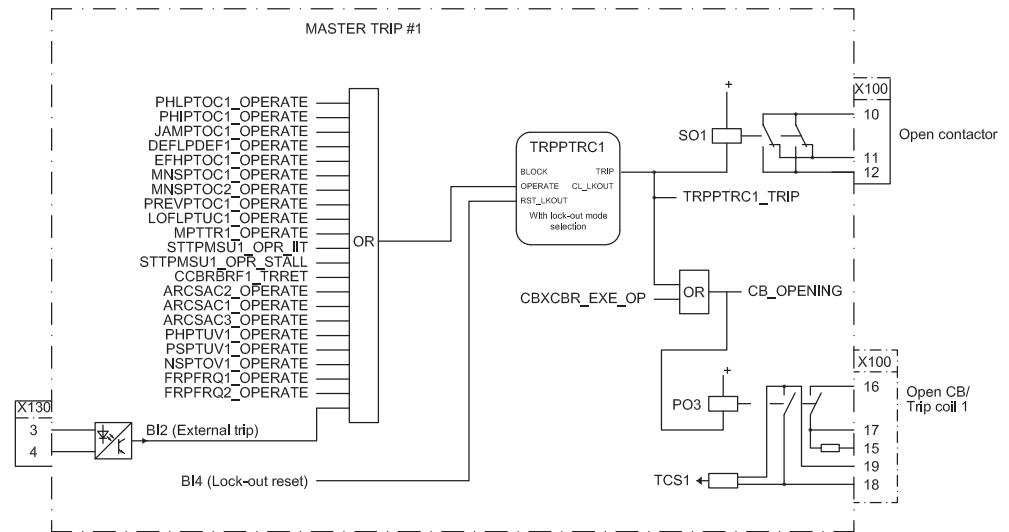 MASTER TRIP #1
PHLPTOC1_OPERATE
PHIPTOC1_OPERATE
JAMPTOC1_OPERATE
DEFLPDEF1_OPERATE
EFHPTOC1_OPERATE
MNSPTOC1_OPERATE
MNSPTOC2_OPERATE
PREVPTOC1_OPERATE
LOFLPTUC1_OPERATE
MPTTR1_OPERATE
STTPMSU1_OPR_IIT
STTPMSU1_OPR_STALL
CCBRBRF1_TRRET
ARCSAC2_OPERATE
ARCSAC1_OPERATE
ARCSAC3_OPERATE
PHPTUV1_OPERATE
PSPTUV1_OPERATE
NSPTOV1_OPERATE
FRPFRQ1_OPERATE
FRPFRQ2_OPERATE
OR
X130
3
4
BI2 (External trip)
BI4 (Lock-out reset)
TRPPTRC1
BLOCK
OPERATE
RST_LKOUT
TRIP
CL_LKOUT
With lock-out mode
selection
+
SO1
X100
10
11
12
Open contactor
TRPPTRC1_TRIP
CBXCBR_EXE_OP
OR
CB_OPENING
+
PO3
TCS1
X100
16
17
15
19
18
Open CB/
Trip coil 1